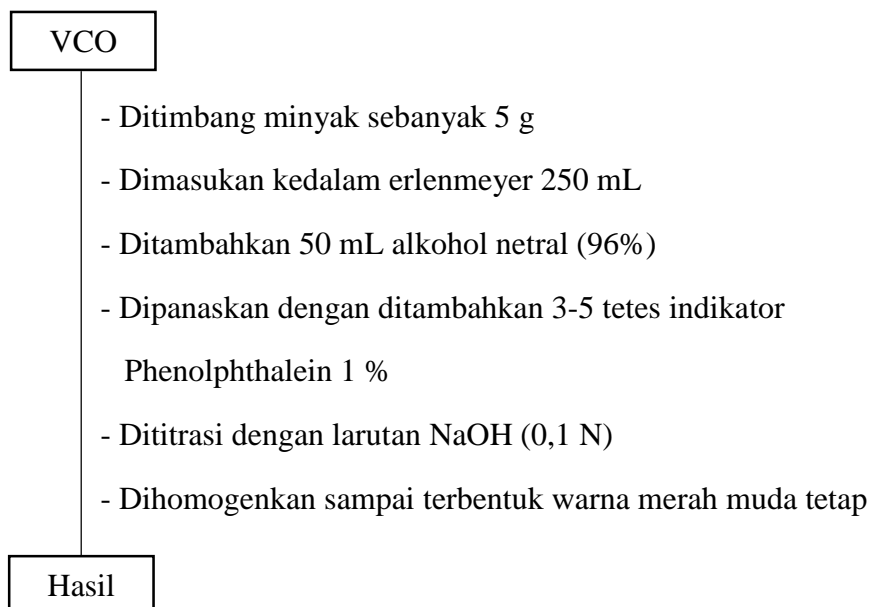 VCO
- Ditimbang minyak sebanyak 5 g
- Dimasukan kedalam erlenmeyer 250 mL
- Ditambahkan 50 mL alkohol netral (96%)
- Dipanaskan dengan ditambahkan 3-5 tetes indikator
Phenolphthalein 1 %
- Dititrasi dengan larutan NaOH (0,1 N)
- Dihomogenkan sampai terbentuk warna merah muda tetap
Hasil